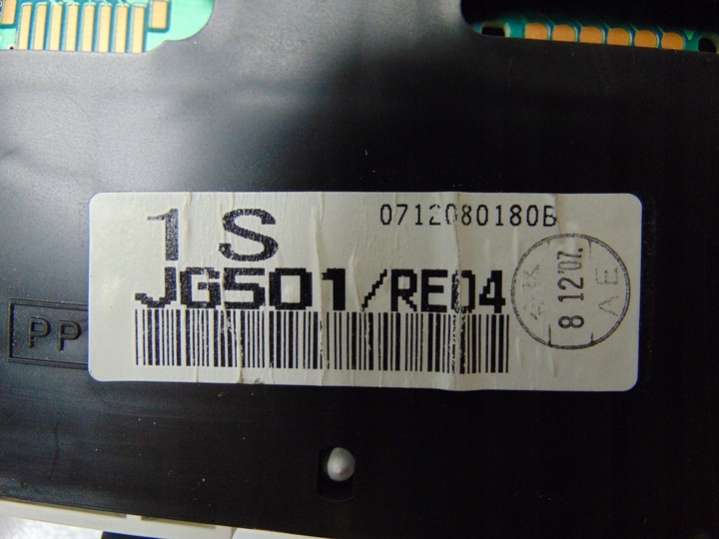 1 S
0712080180B
JG501/RE04
8 12 '07.
AE
PP